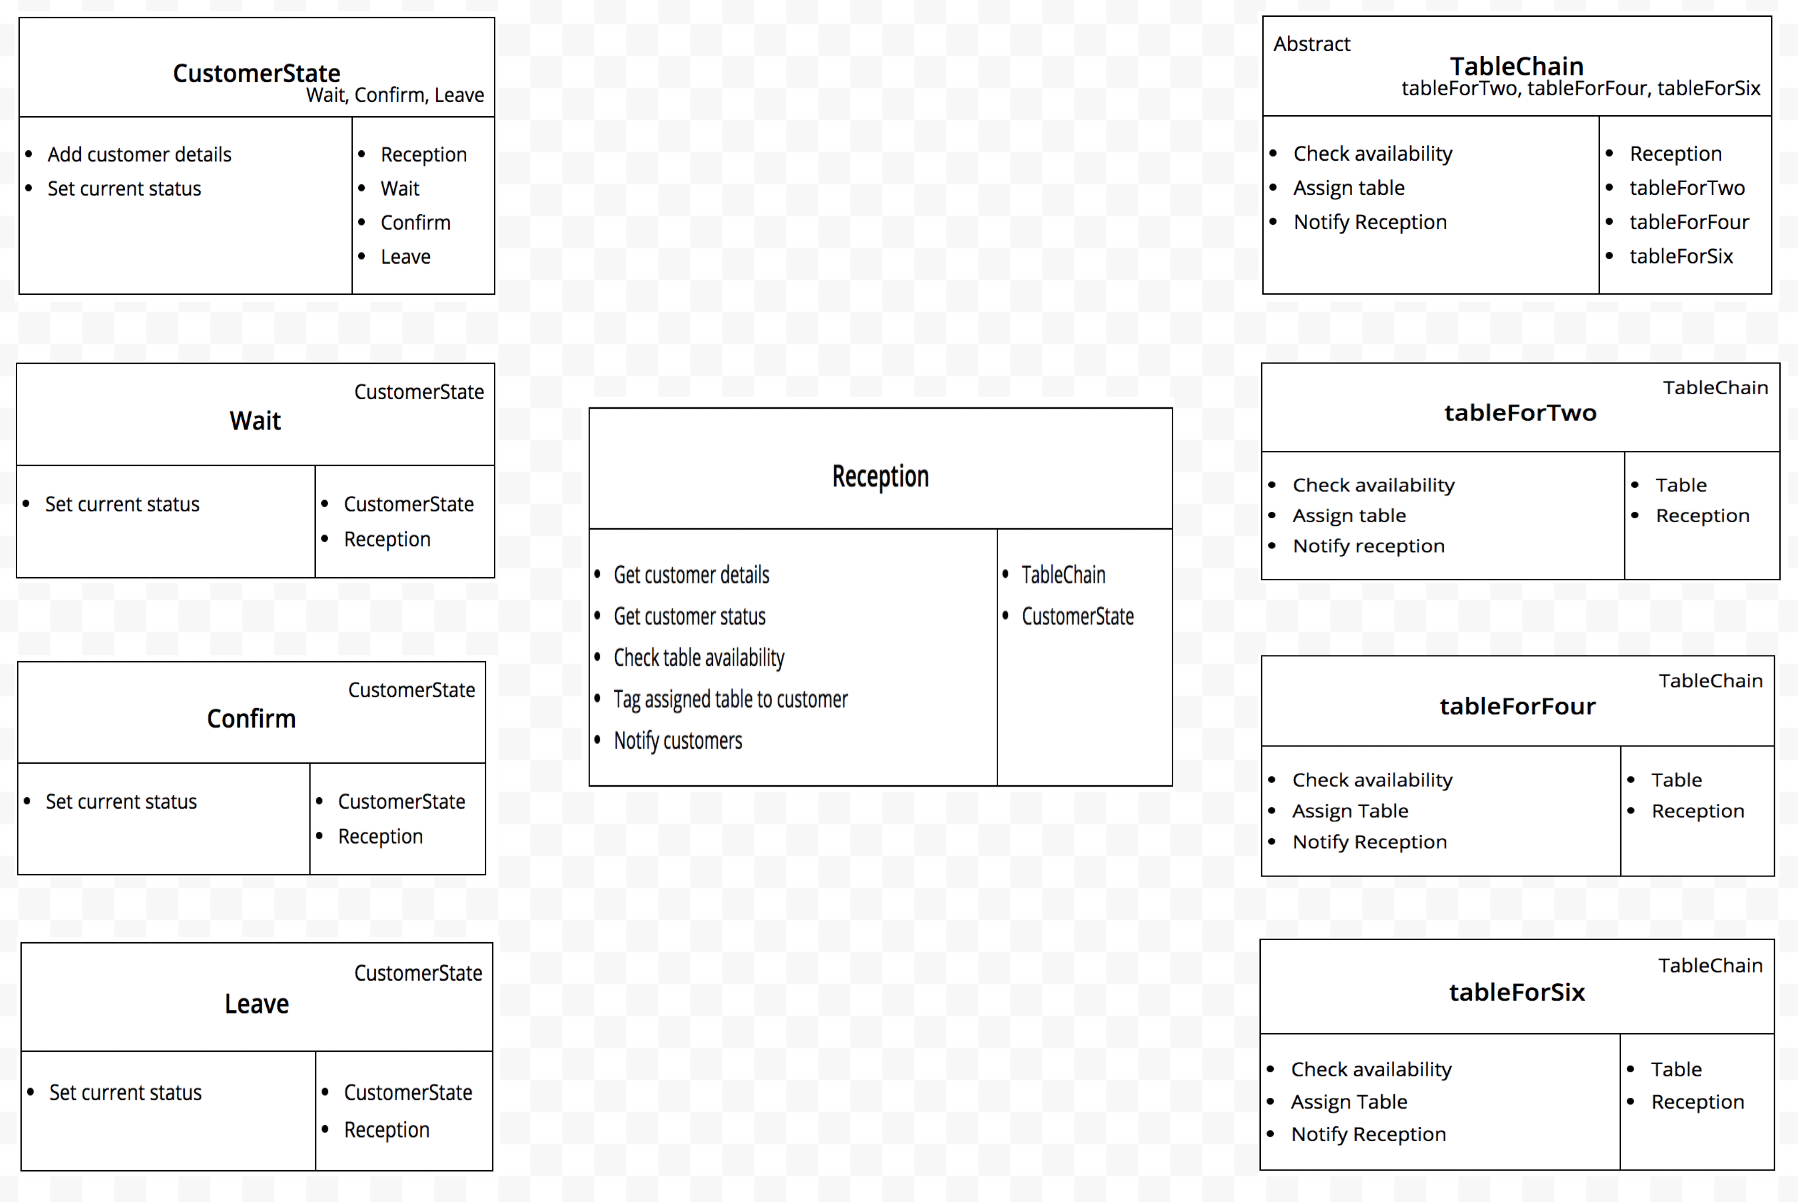 CustomerState
Wait, Confirm, Leave
• Add customer details
• Set current status
• Reception
• Wait
• Confirm
• Leave
CustomerState
Wait
• Set current status
• CustomerState
• Reception
CustomerState
Confirm
• Set current status
• CustomerState
• Reception
CustomerState
Leave
• Set current status
• CustomerState
• Reception
Reception
• Get customer details
• Get customer status
• Check table availability
• Tag assigned table to customer
• Notify customers
• TableChain
• CustomerState
Abstract
TableChain
tableForTwo, tableForFour, tableForSix
• Check availability
• Assign table
• Notify Reception
• Reception
• tableForTwo
• tableForFour
• tableForSix
TableChain
tableForTwo
• Check availability
• Assign table
• Notify reception
• Table
• Reception
TableChain
tableForFour
• Check availability
• Assign Table
• Notify Reception
• Table
• Reception
TableChain
tableForSix
• Check availability
• Assign Table
• Notify Reception
• Table
• Reception